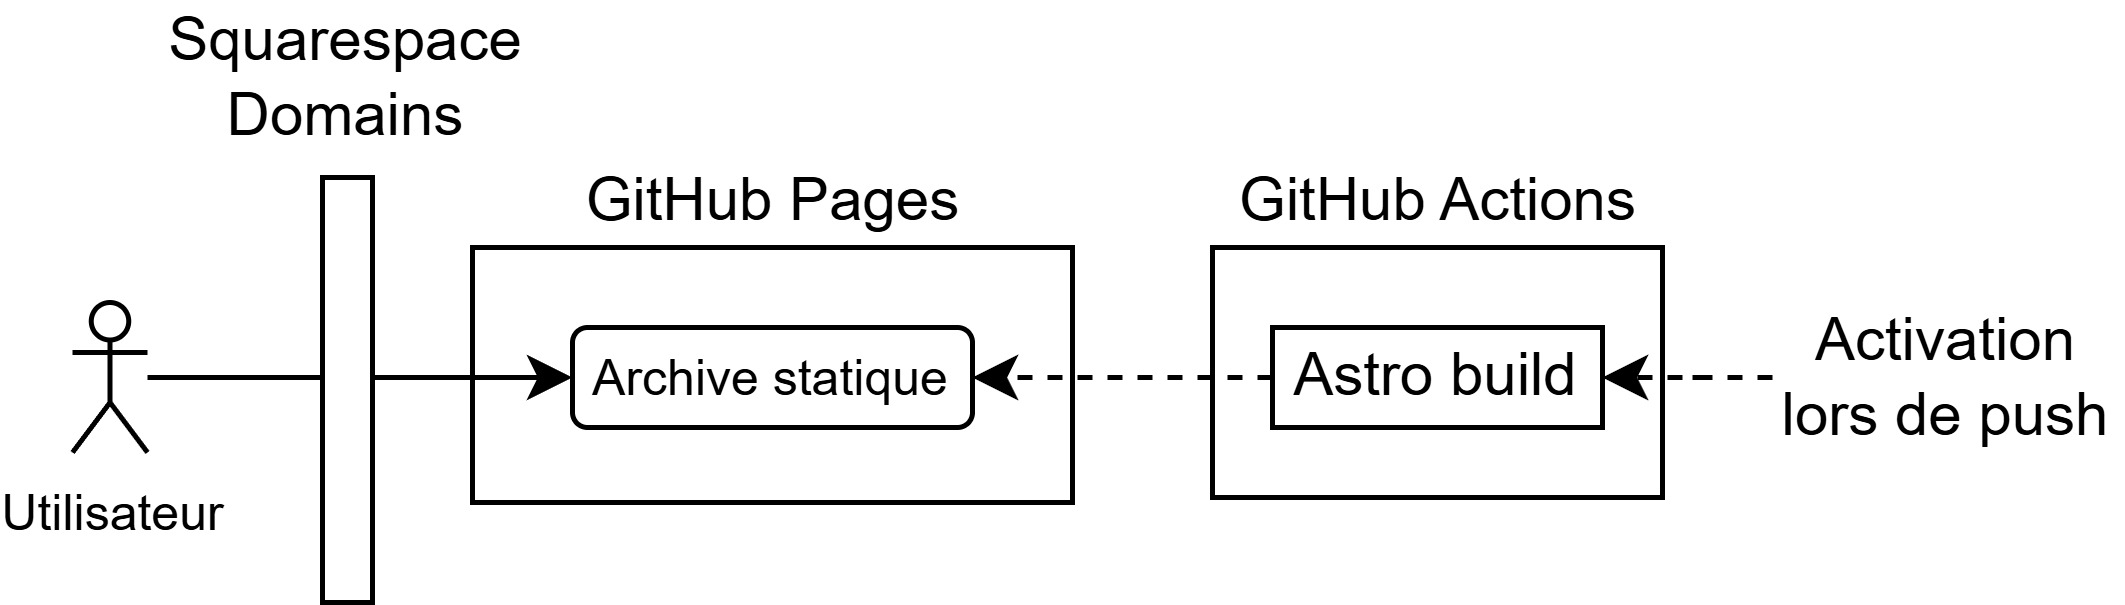 Squarespace
Domains
GitHub Pages
GitHub Actions
Utilisateur
Archive statique
Astro build
Activation
lors de push